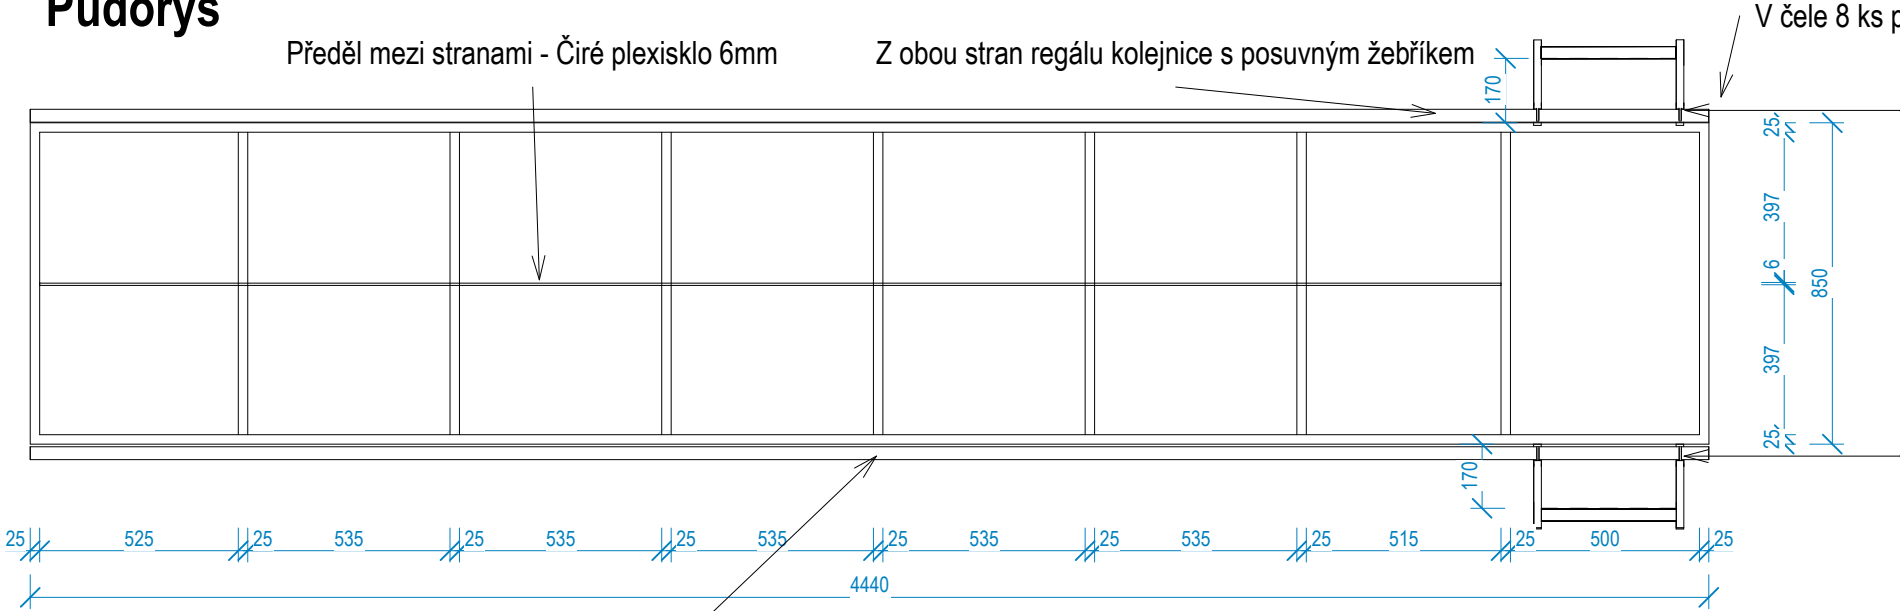 Půdorys
V čele 8 ks p
Předěl mezi stranami - Čiré plexisklo 6mm
Z obou stran regálu kolejnice s posuvným žebříkem
170
25
397
6
850
397
25
170
25 525 25 535 25 535 25 535 25 535 25 535 25 515 25 500 25
4440